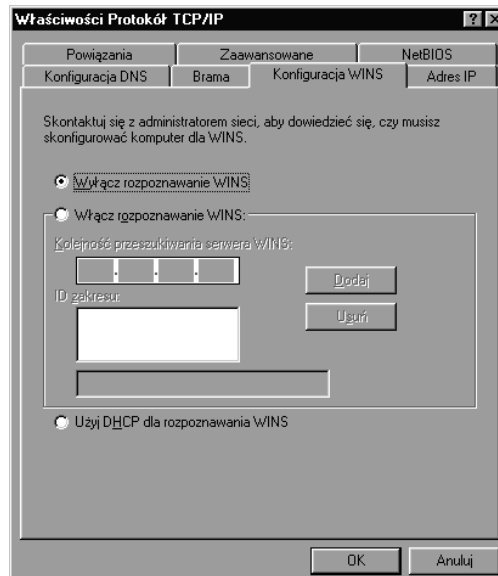 Właściwości Protokół TCP/IP
Powiązania Zaawansowane NetBIOS
Konfiguracja DNS Brama Konfiguracja WINS Adres IP
Skontaktuj się z administratorem sieci, aby dowiedzieć się, czy musisz
skonfigurować komputer dla WINS.
Wyłącz rozpoznawanie WINS
Włącz rozpoznawanie WINS:
Kolejność przeszukiwania serwera WINS:
Dodaj
ID zakresu:
Usuń
Użyj DHCP dla rozpoznawania WINS
OK Anuluj